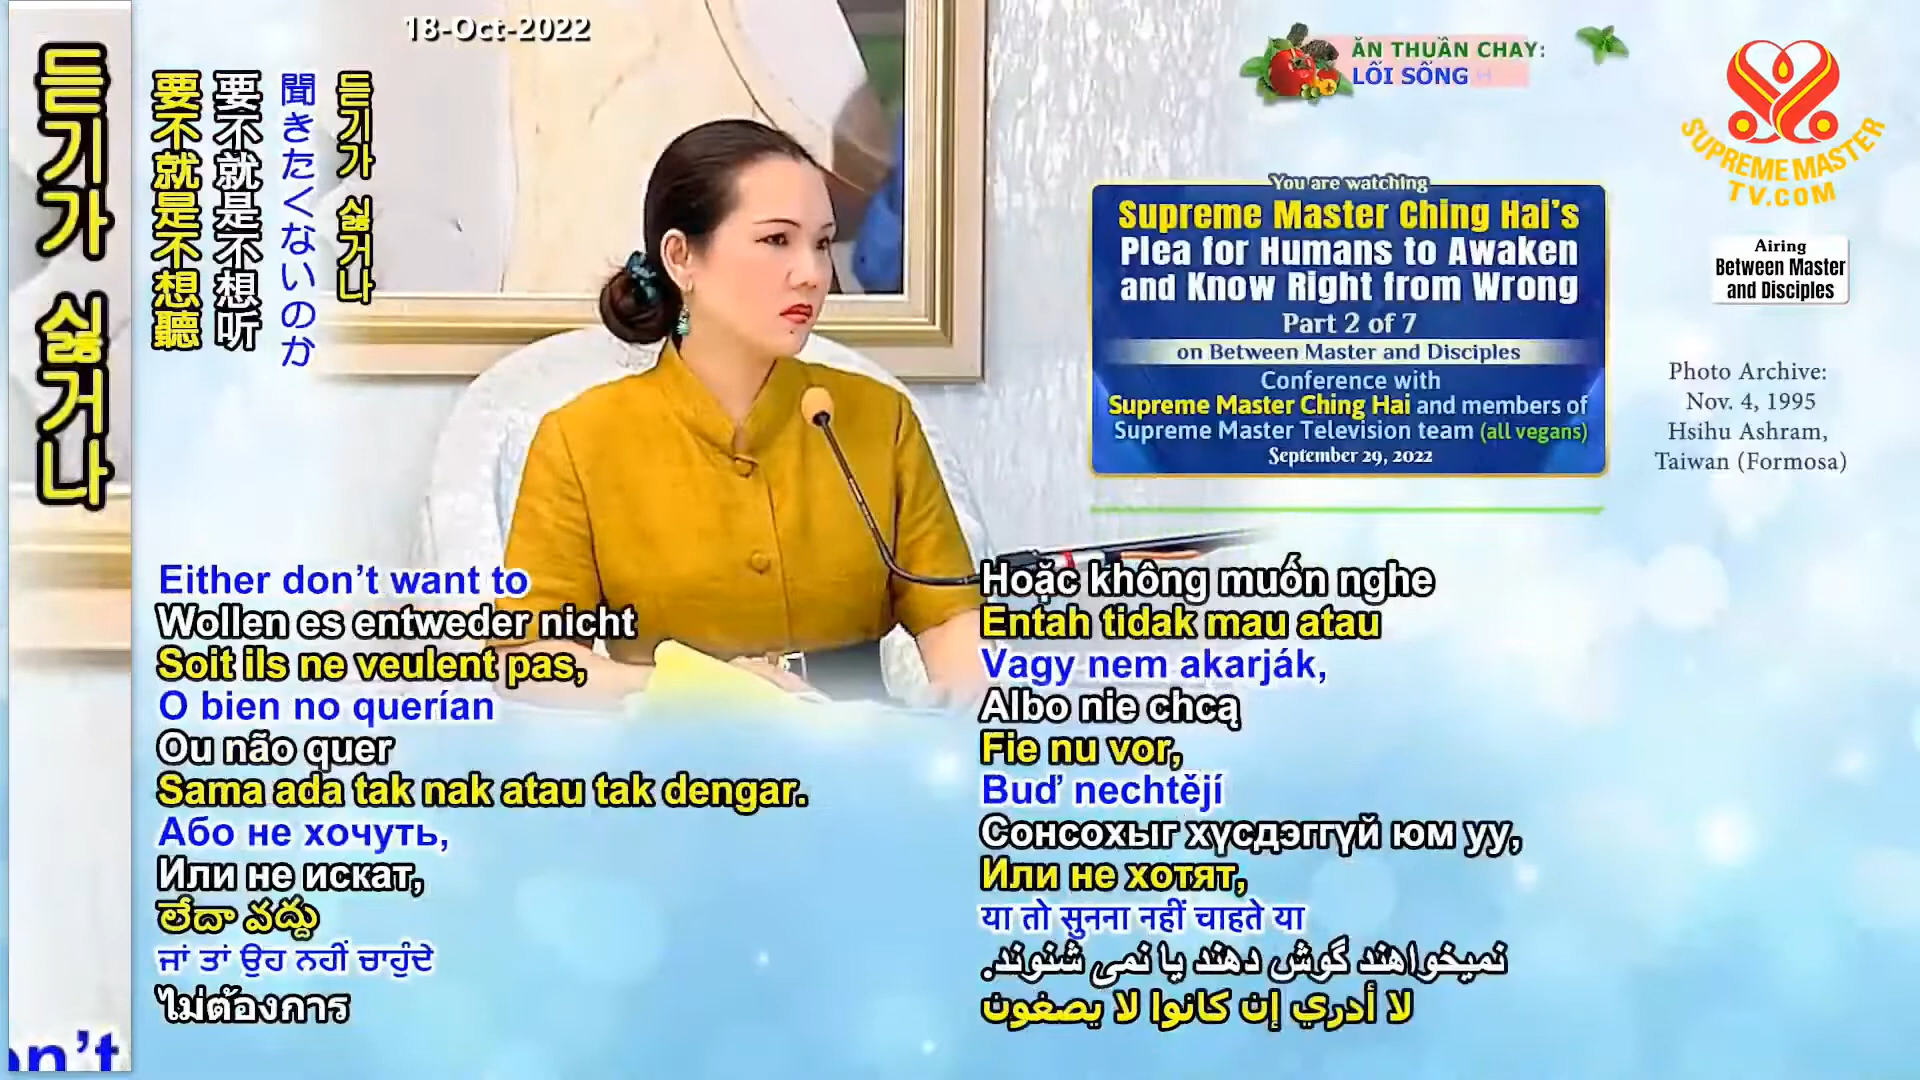 18-Oct-2022
듣기가 싫거나
要不就是不想聽
要不就是不想听
聞きたくないのか
듣기가 싫거나
ĂN THUẦN CHAY:
LỐI SỐNG
SUPREME MASTER
TV.COM
You are watching
Supreme Master Ching Hai's
Plea for Humans to Awaken
and Know Right from Wrong
Part 2 of 7
on Between Master and Disciples
Conference with
Supreme Master Ching Hai and members of
Supreme Master Television team (all vegans)
September 29, 2022
Airing
Between Master
and Disciples
Photo Archive:
Nov. 4, 1995
Hsihu Ashram,
Taiwan (Formosa)
Either don't want to
Wollen es entweder nicht
Soit ils ne veulent pas,
O bien no querían
Ou não quer
Sama ada tak nak atau tak dengar.
Або не хочуть,
Или не искат,
లేదా వద్దు
ਜਾਂ ਤਾਂ ਉਹ ਨਹੀਂ ਚਾਹੁੰਦੇ
ไม่ต้องการ
Hoặc không muốn nghe
Entah tidak mau atau
Vagy nem akarják,
Albo nie chcą
Fie nu vor,
Buď nechtějí
Сонсохыг хүсдэггүй юм уу,
Или не хотят,
या तो सुनना नहीं चाहते या
نمیخواهند گوش دهند یا نمی شنوند.
لا أدري إن كانوا لا يصغون
on't